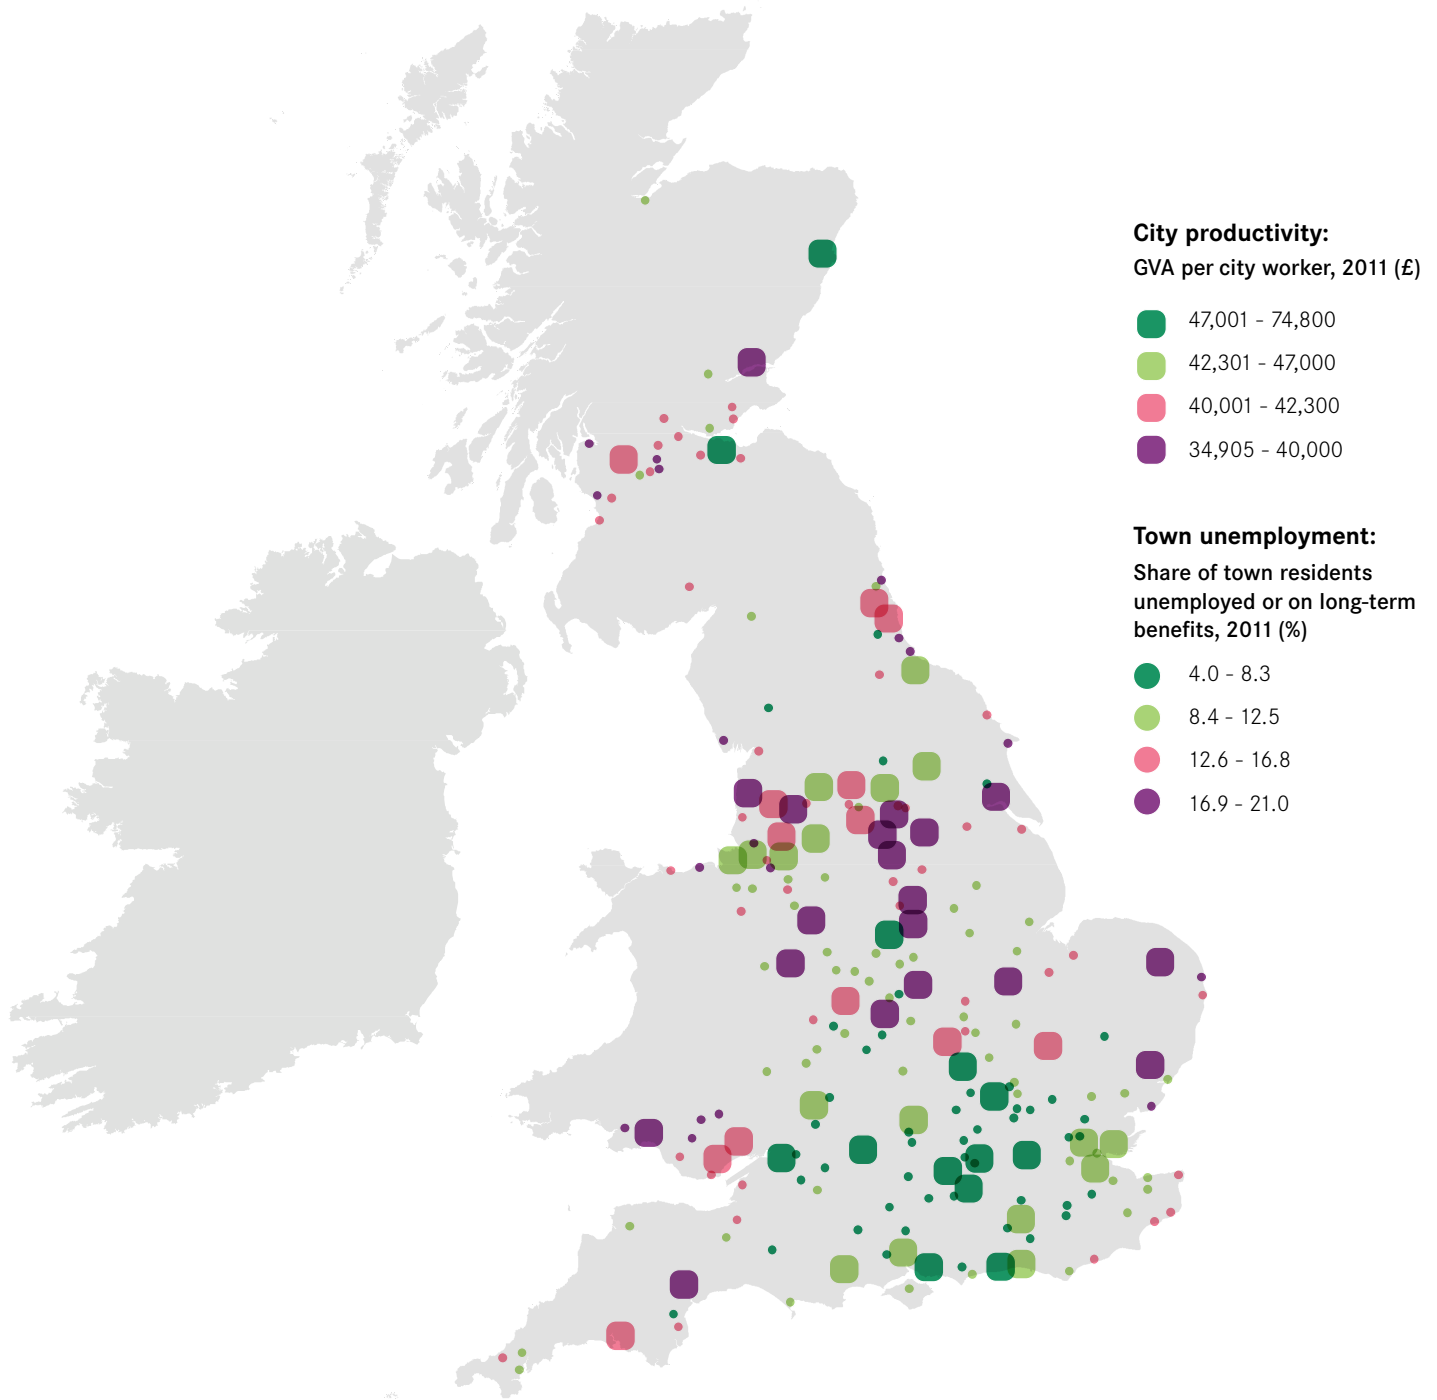 City productivity:
GVA per city worker, 2011 (£)
47,001 - 74,800
42,301 - 47,000
40,001 - 42,300
34,905 - 40,000
Town unemployment:
Share of town residents
unemployed or on long-term
benefits, 2011 (%)
4.0 - 8.3
8.4 - 12.5
12.6 - 16.8
16.9 - 21.0